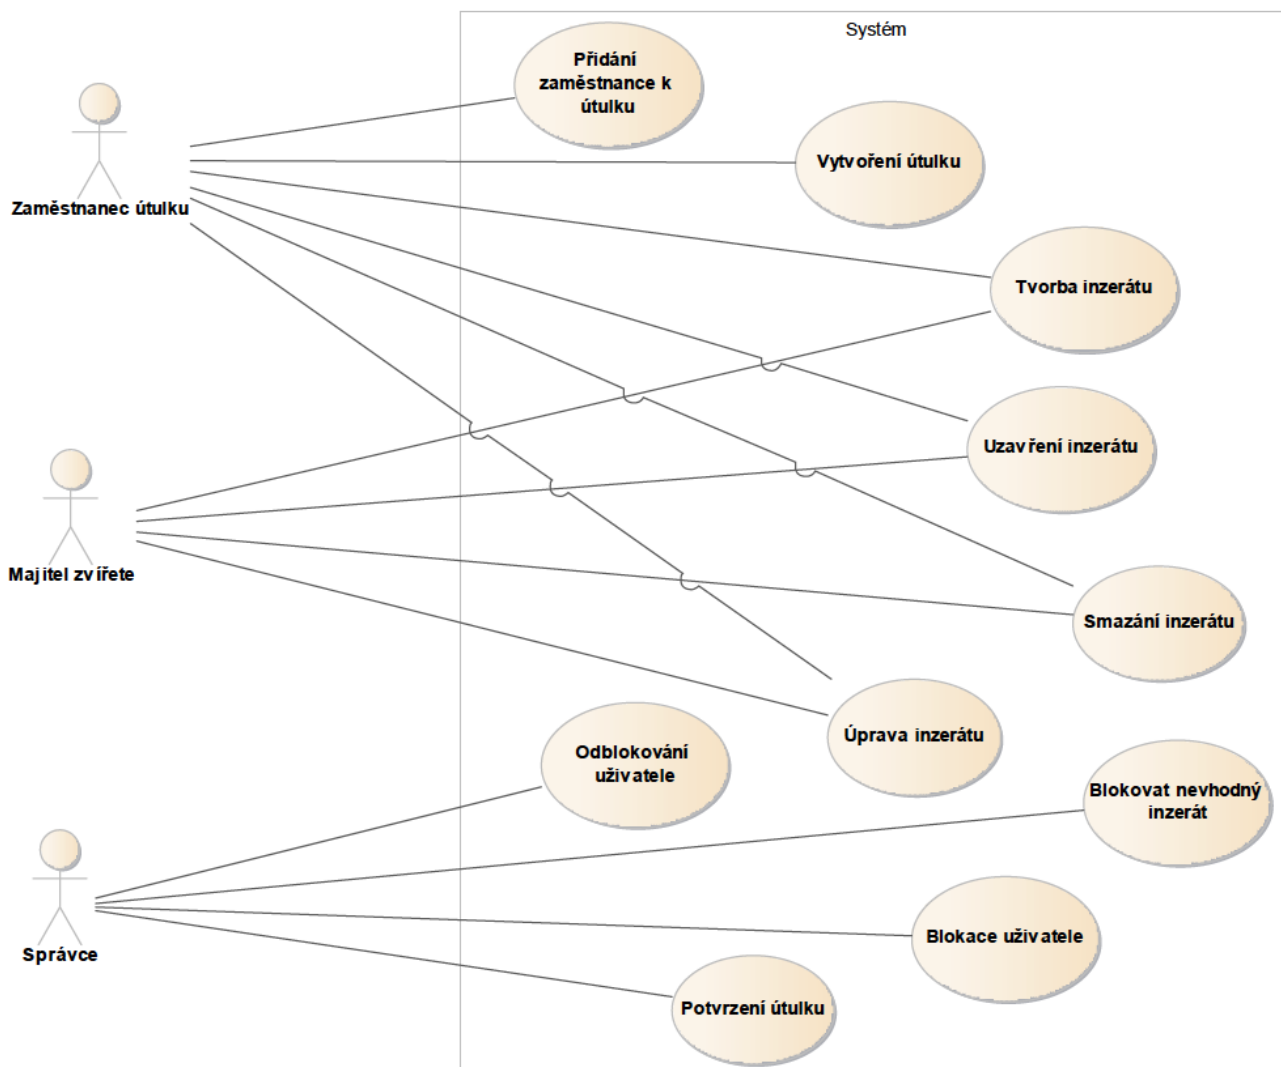 Systém
Přidání
zaměstnance k
útulku
Vytvoření útulku
Zaměstnanec útulku
Tvorba inzerátu
Uzavření inzerátu
Majitel zvířete
Smazání inzerátu
Úprava inzerátu
Odblokování
uživatele
Blokovat nevhodný
inzerát
Blokace uživatele
Správce
Potvrzení útulku